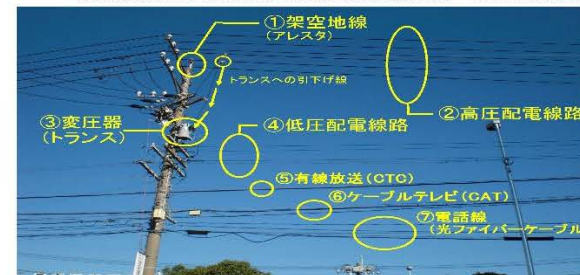 ①架空地線
(アレスタ)
トランスへの引下げ線
②高圧配電線路
③変圧器
(トランス)
④低圧配電線路
⑤有線放送(CTC)
⑥ケーブルテレビ(CAT)
⑦電話線
(光ファイバーケーブル